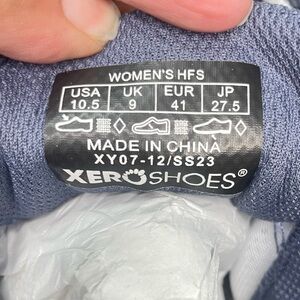 WOMEN'S HFS
USA UK EUR JP
10.5 9 41 27.5
MADE IN CHINA
XY07-12/SS23
XEROSHOES®